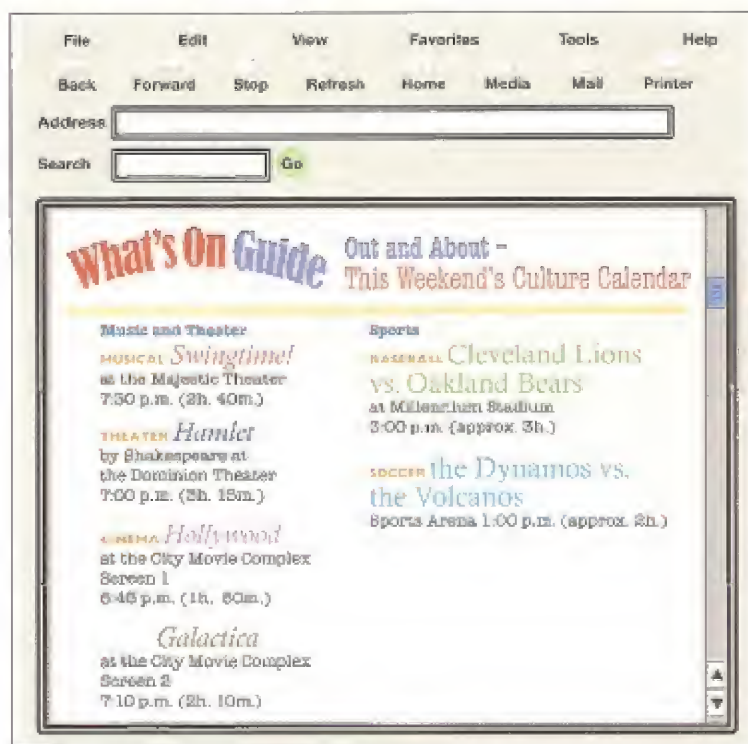 File Edit View Favorites Tools Help
Back Forward Stop Refresh Home Media Mail Printer
Address
Search Go
What's On Guide
Out and About –
This Weekend's Culture Calendar
Music and Theater
MUSICAL Swingtime!
at the Majestic Theater
7:30 p.m. (2h. 40m.)
THEATER Hamlet
by Shakespeare at
the Dominion Theater
7:00 p.m. (3h. 15m.)
CINEMA Hollywood
at the City Movie Complex
Screen 1
6:45 p.m. (1h. 50m.)
Galactica
at the City Movie Complex
Screen 2
7:10 p.m. (2h. 10m.)
Sports
BASEBALL Cleveland Lions
vs. Oakland Bears
at Millennium Stadium
3:00 p.m. (approx. 3h.)
SOCCER the Dynamos vs.
the Volcanos
Sports Arena 1:00 p.m. (approx. 2h.)